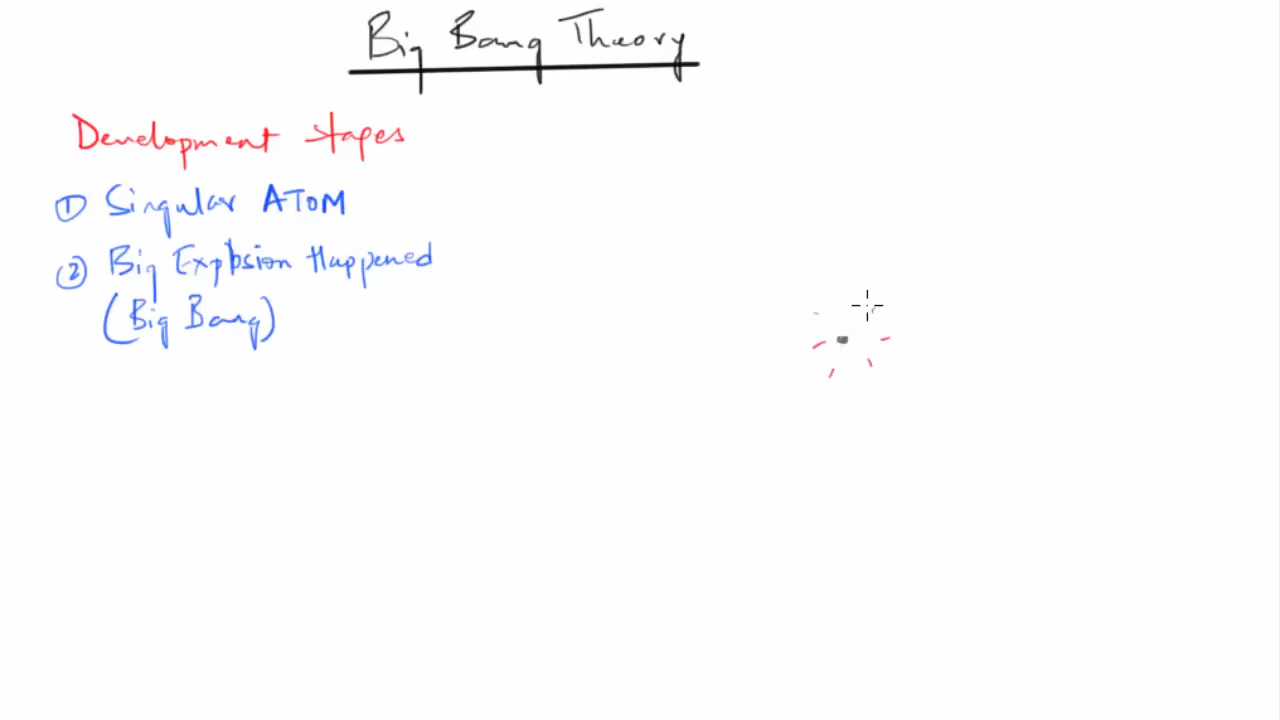 Big Bang Theory
Development stages
① Singular ATOM
② Big Explosion Happened
(Big Bang)